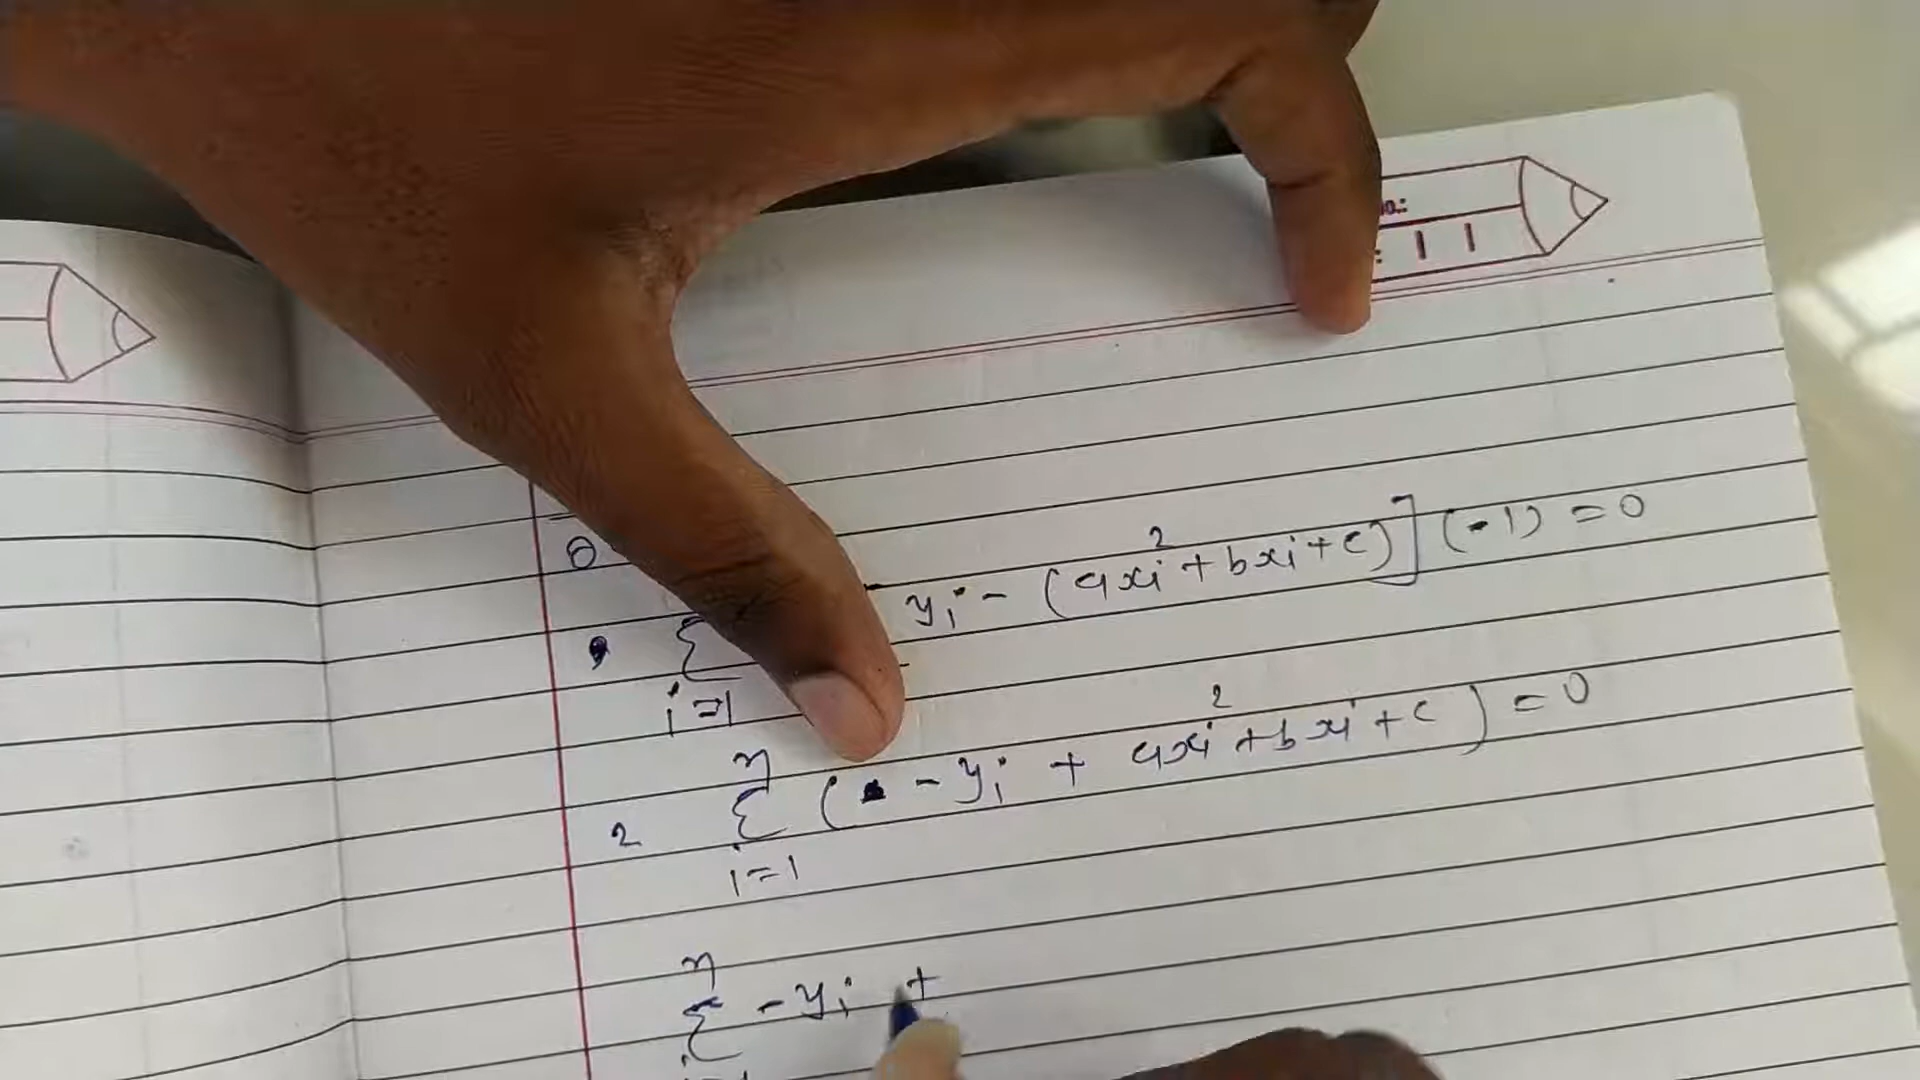 yi - (axi² + bxi + c)] (-1) = 0
Σ i=1
2 Σ i=1 n (- yi + axi² + bxi + c) = 0
n Σ - yi +